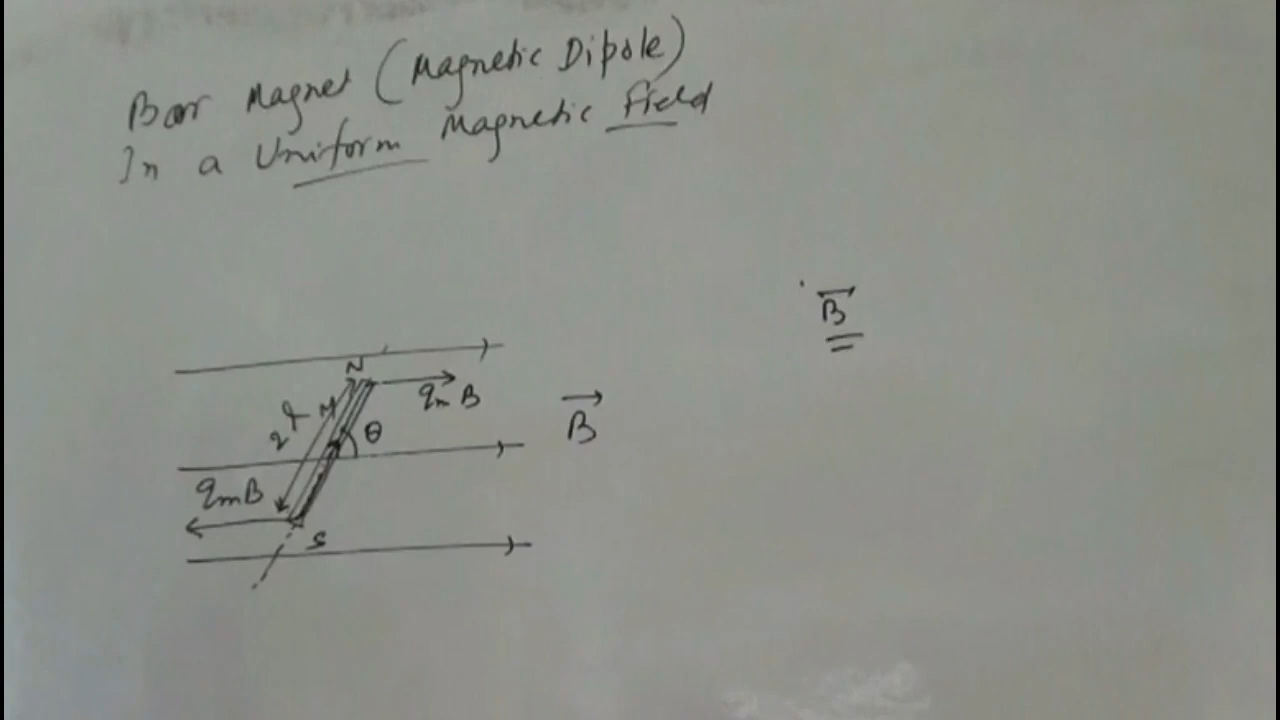 Bar Magnet (Magnetic Dipole)
In a Uniform Magnetic Field
B
N
qmB
M
2l
θ
B
qmB
S